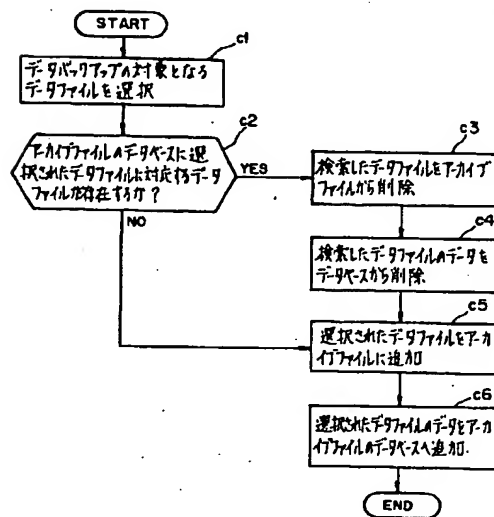 START
c1
データバックアップの対象となる
データファイルを選択
c2
アーカイブファイルのデータベースに選
択されたデータファイルに対応するデータ
ファイルが存在するか?
YES
NO
c3
検索したデータファイルをアーカイブ
ファイルから削除
c4
検索したデータファイルのデータを
データベースから削除
c5
選択されたデータファイルをアーカ
イブファイルに追加
c6
選択されたデータファイルのデータをアーカ
イブファイルのデータベースへ追加.
END